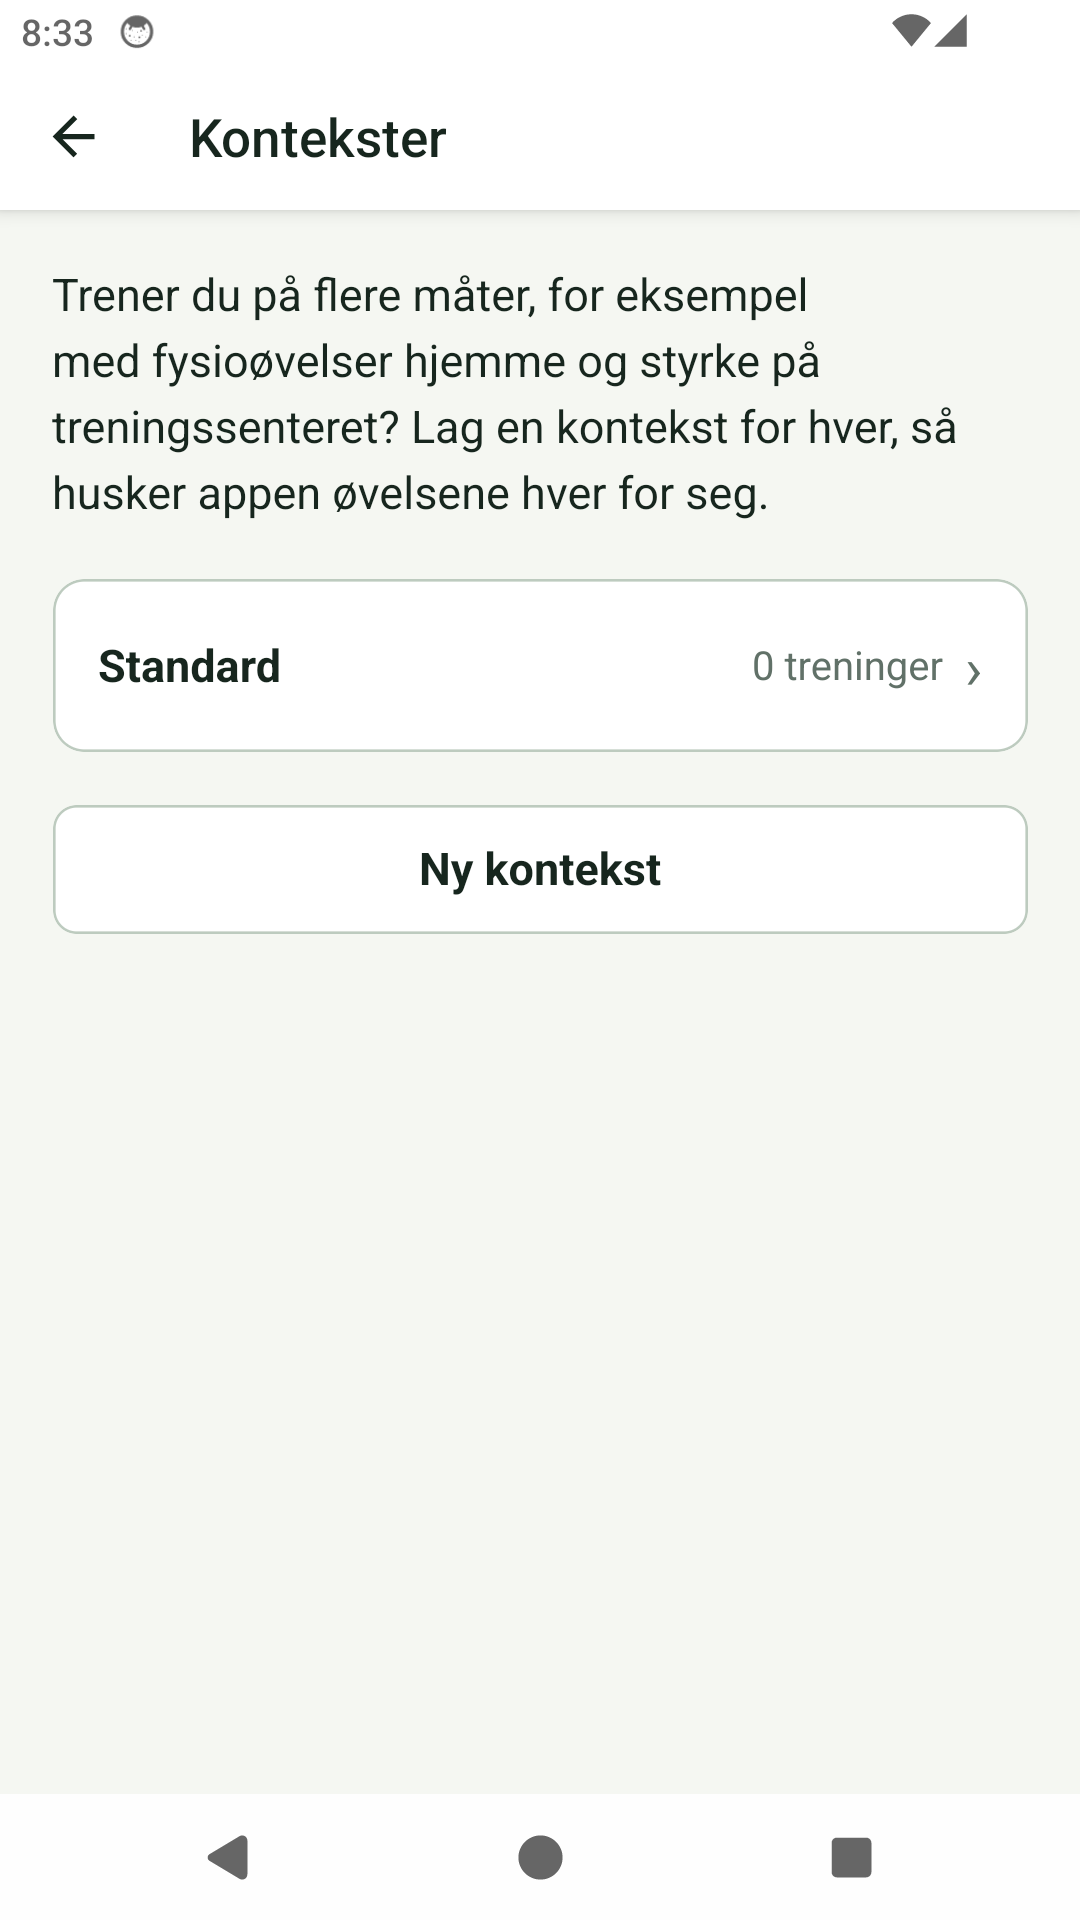 8:33
Kontekster
Trener du på flere måter, for eksempel
med fysioøvelser hjemme og styrke på
treningssenteret? Lag en kontekst for hver, så
husker appen øvelsene hver for seg.
Standard 0 treninger ›
Ny kontekst